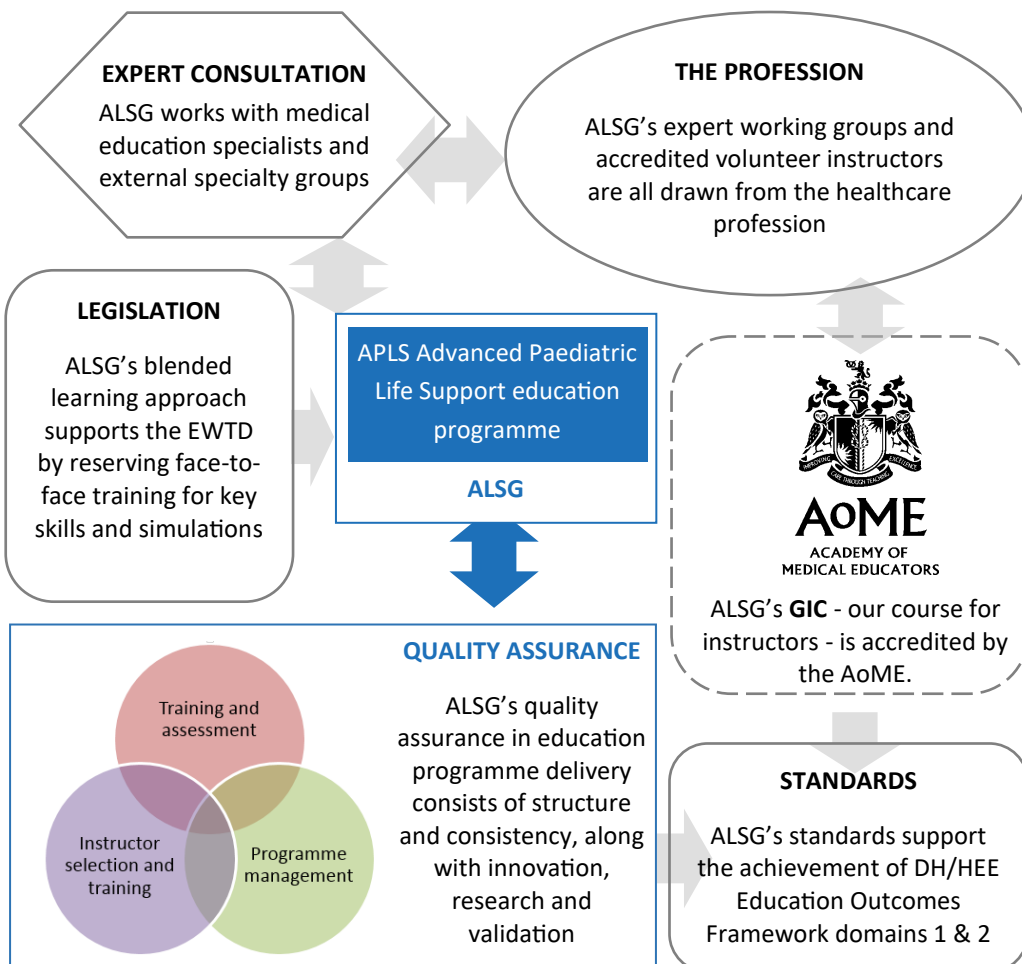 EXPERT CONSULTATION
ALSG works with medical
education specialists and
external specialty groups
THE PROFESSION
ALSG’s expert working groups and
accredited volunteer instructors
are all drawn from the healthcare
profession
LEGISLATION
ALSG’s blended
learning approach
supports the EWTD
by reserving face-to-
face training for key
skills and simulations
APLS Advanced Paediatric
Life Support education
programme
ALSG
IMPROVING
EXCELLENCE
CARE THROUGH TEACHING
AoME
ACADEMY OF
MEDICAL EDUCATORS
ALSG’s GIC - our course for
instructors - is accredited by
the AoME.
QUALITY ASSURANCE
ALSG’s quality
assurance in education
programme delivery
consists of structure
and consistency, along
with innovation,
research and
validation
Training and
assessment
Instructor
selection and
training
Programme
management
STANDARDS
ALSG’s standards support
the achievement of DH/HEE
Education Outcomes
Framework domains 1 & 2